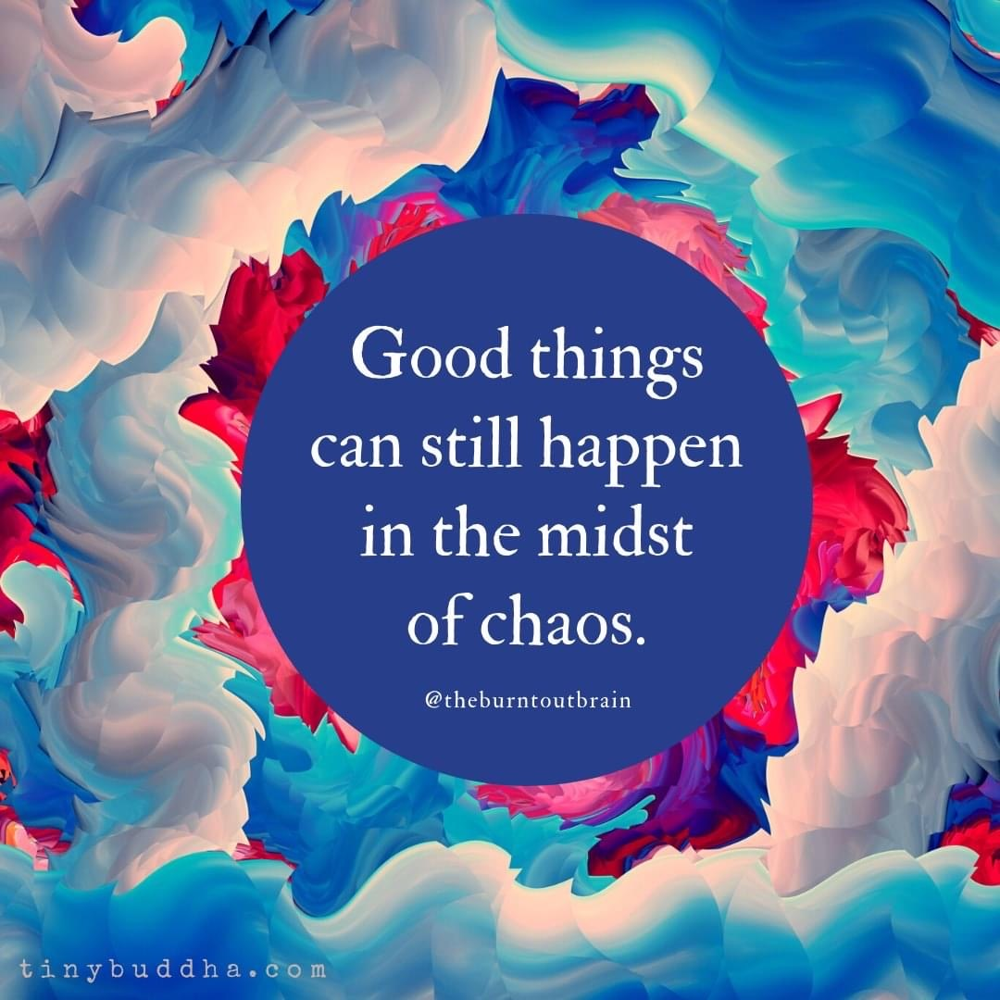 Good things
can still happen
in the midst
of chaos.
@theburntoutbrain
tinybuddha.com